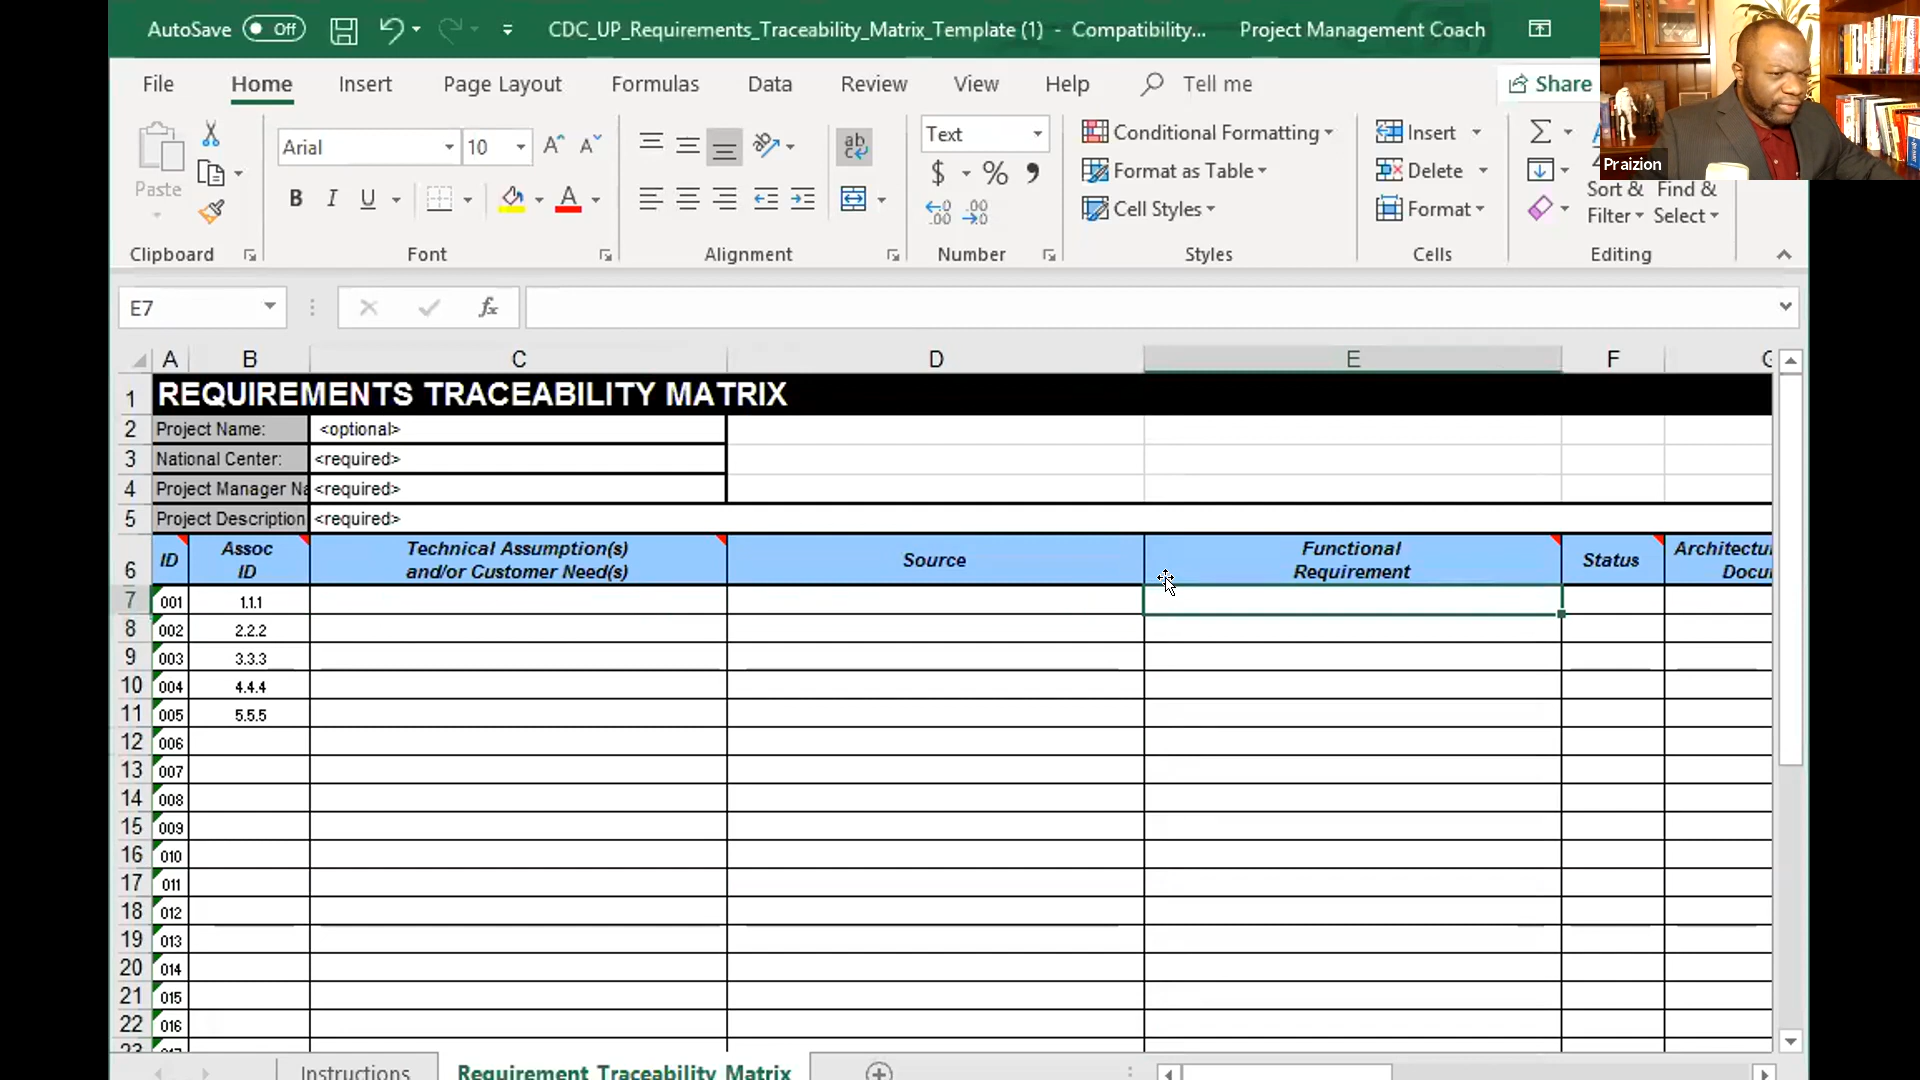 AutoSave Off CDC_UP_Requirements_Traceability_Matrix_Template (1) - Compatibility... Project Management Coach
File Home Insert Page Layout Formulas Data Review View Help Tell me Share
Praizion
Paste
Arial 10
B I U A
ab
Text
$ % ,
Conditional Formatting
Format as Table
Cell Styles
Insert
Delete
Format
Sort & Filter
Find & Select
Clipboard Font Alignment Number Styles Cells Editing
E7 fx
A B C D E F
1 REQUIREMENTS TRACEABILITY MATRIX
2 Project Name: <optional>
3 National Center: <required>
4 Project Manager Na <required>
5 Project Description <required>
6 ID Assoc ID Technical Assumption(s) and/or Customer Need(s) Source Functional Requirement Status Architectu Docu
7 001 1.1.1
8 002 2.2.2
9 003 3.3.3
10 004 4.4.4
11 005 5.5.5
12 006
13 007
14 008
15 009
16 010
17 011
18 012
19 013
20 014
21 015
22 016
23
Instructions Requirement Traceability Matrix